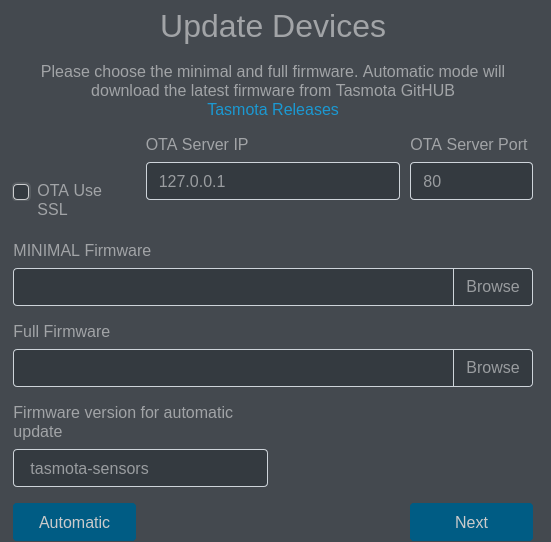 Update Devices
Please choose the minimal and full firmware. Automatic mode will
download the latest firmware from Tasmota GitHUB
Tasmota Releases
OTA Server IP
OTA Server Port
OTA Use
SSL
127.0.0.1
80
MINIMAL Firmware
Browse
Full Firmware
Browse
Firmware version for automatic
update
tasmota-sensors
Automatic
Next